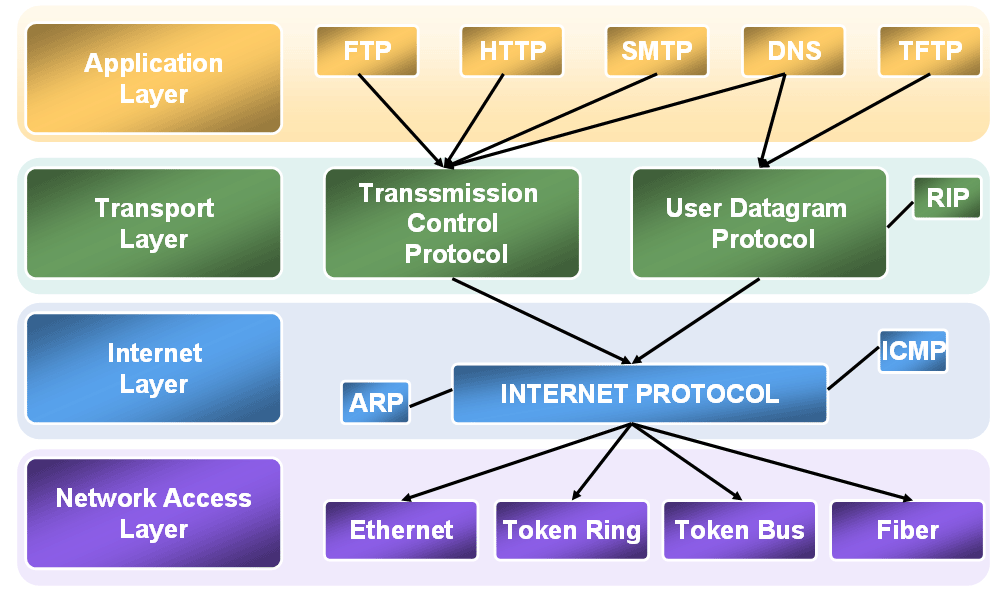 Application
Layer
FTP
HTTP
SMTP
DNS
TFTP
Transport
Layer
Transsmission
Control
Protocol
User Datagram
Protocol
RIP
Internet
Layer
ARP
INTERNET PROTOCOL
ICMP
Network Access
Layer
Ethernet
Token Ring
Token Bus
Fiber